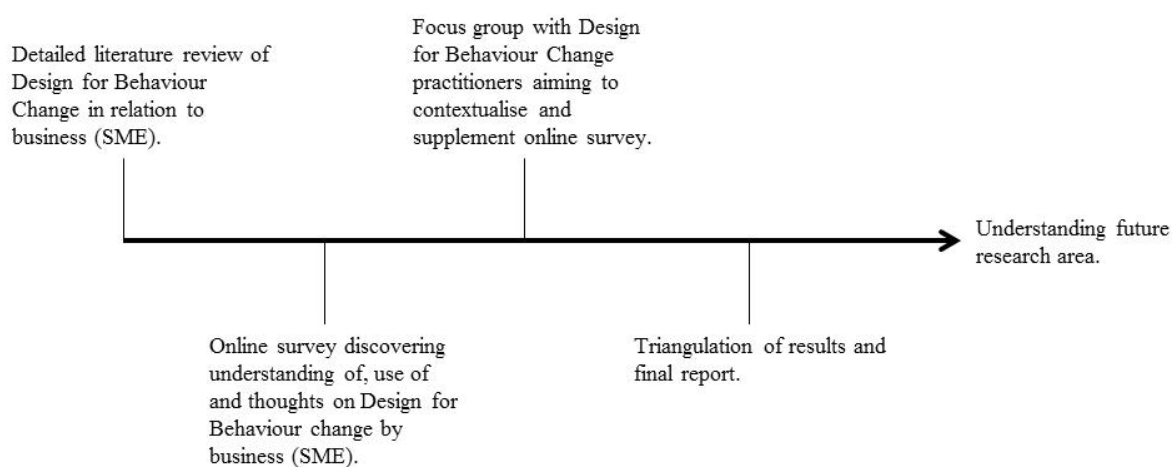 Detailed literature review of
Design for Behaviour
Change in relation to
business (SME).
Focus group with Design
for Behaviour Change
practitioners aiming to
contextualise and
supplement online survey.
Understanding future
research area.
Online survey discovering
understanding of, use of
and thoughts on Design for
Behaviour change by
business (SME).
Triangulation of results and
final report.